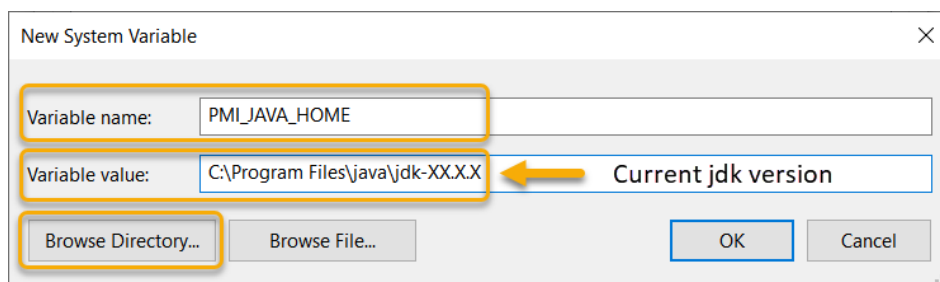 New System Variable
Variable name: PMI_JAVA_HOME
Variable value: C:\Program Files\java\jdk-XX.X.X Current jdk version
Browse Directory... Browse File... OK Cancel